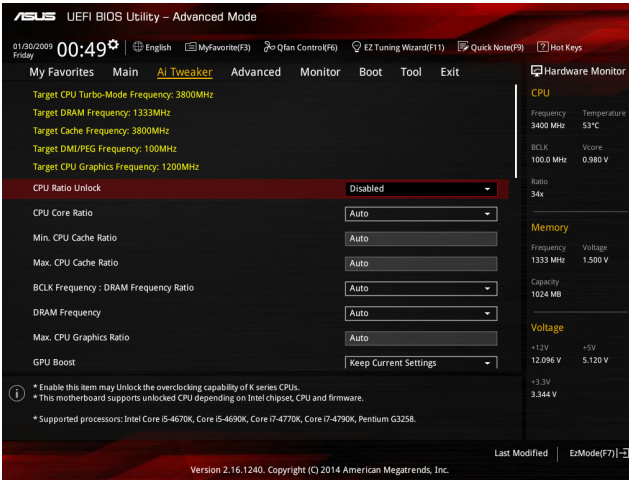 ASUS UEFI BIOS Utility – Advanced Mode
01/30/2009 Friday 00:49 English MyFavorite(F3) Qfan Control(F6) EZ Tuning Wizard(F11) Quick Note(F9) ? Hot Keys
My Favorites Main Ai Tweaker Advanced Monitor Boot Tool Exit
Target CPU Turbo-Mode Frequency: 3800MHz
Target DRAM Frequency: 1333MHz
Target Cache Frequency: 3800MHz
Target DMI/PEG Frequency: 100MHz
Target CPU Graphics Frequency: 1200MHz
CPU Ratio Unlock Disabled
CPU Core Ratio Auto
Min. CPU Cache Ratio Auto
Max. CPU Cache Ratio Auto
BCLK Frequency : DRAM Frequency Ratio Auto
DRAM Frequency Auto
Max. CPU Graphics Ratio Auto
GPU Boost Keep Current Settings
* Enable this item may Unlock the overclocking capability of K series CPUs.
* This motherboard supports unlocked CPU depending on Intel chipset, CPU and firmware.
* Supported processors: Intel Core i5-4670K, Core i5-4690K, Core i7-4770K, Core i7-4790K, Pentium G3258.
Hardware Monitor
CPU
Frequency Temperature
3400 MHz 53°C
BCLK Vcore
100.0 MHz 0.980 V
Ratio
34x
Memory
Frequency Voltage
1333 MHz 1.500 V
Capacity
1024 MB
Voltage
+12V +5V
12.096 V 5.120 V
+3.3V
3.344 V
Last Modified EzMode(F7)
Version 2.16.1240. Copyright (C) 2014 American Megatrends, Inc.